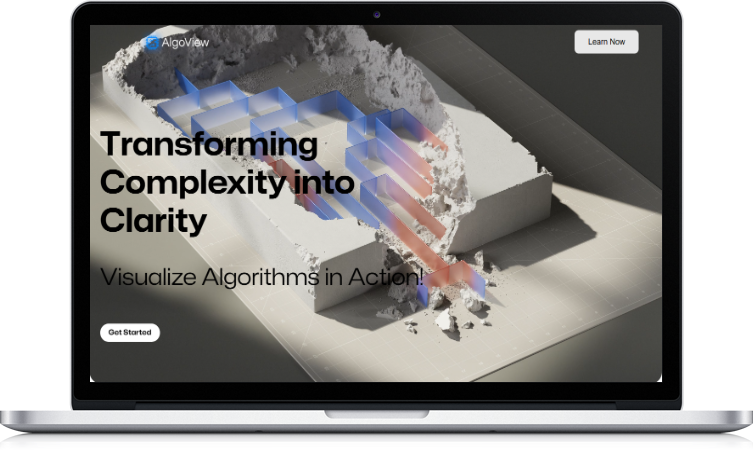 AlgoView
Learn Now
Transforming
Complexity into
Clarity
Visualize Algorithms in Action!
Get Started